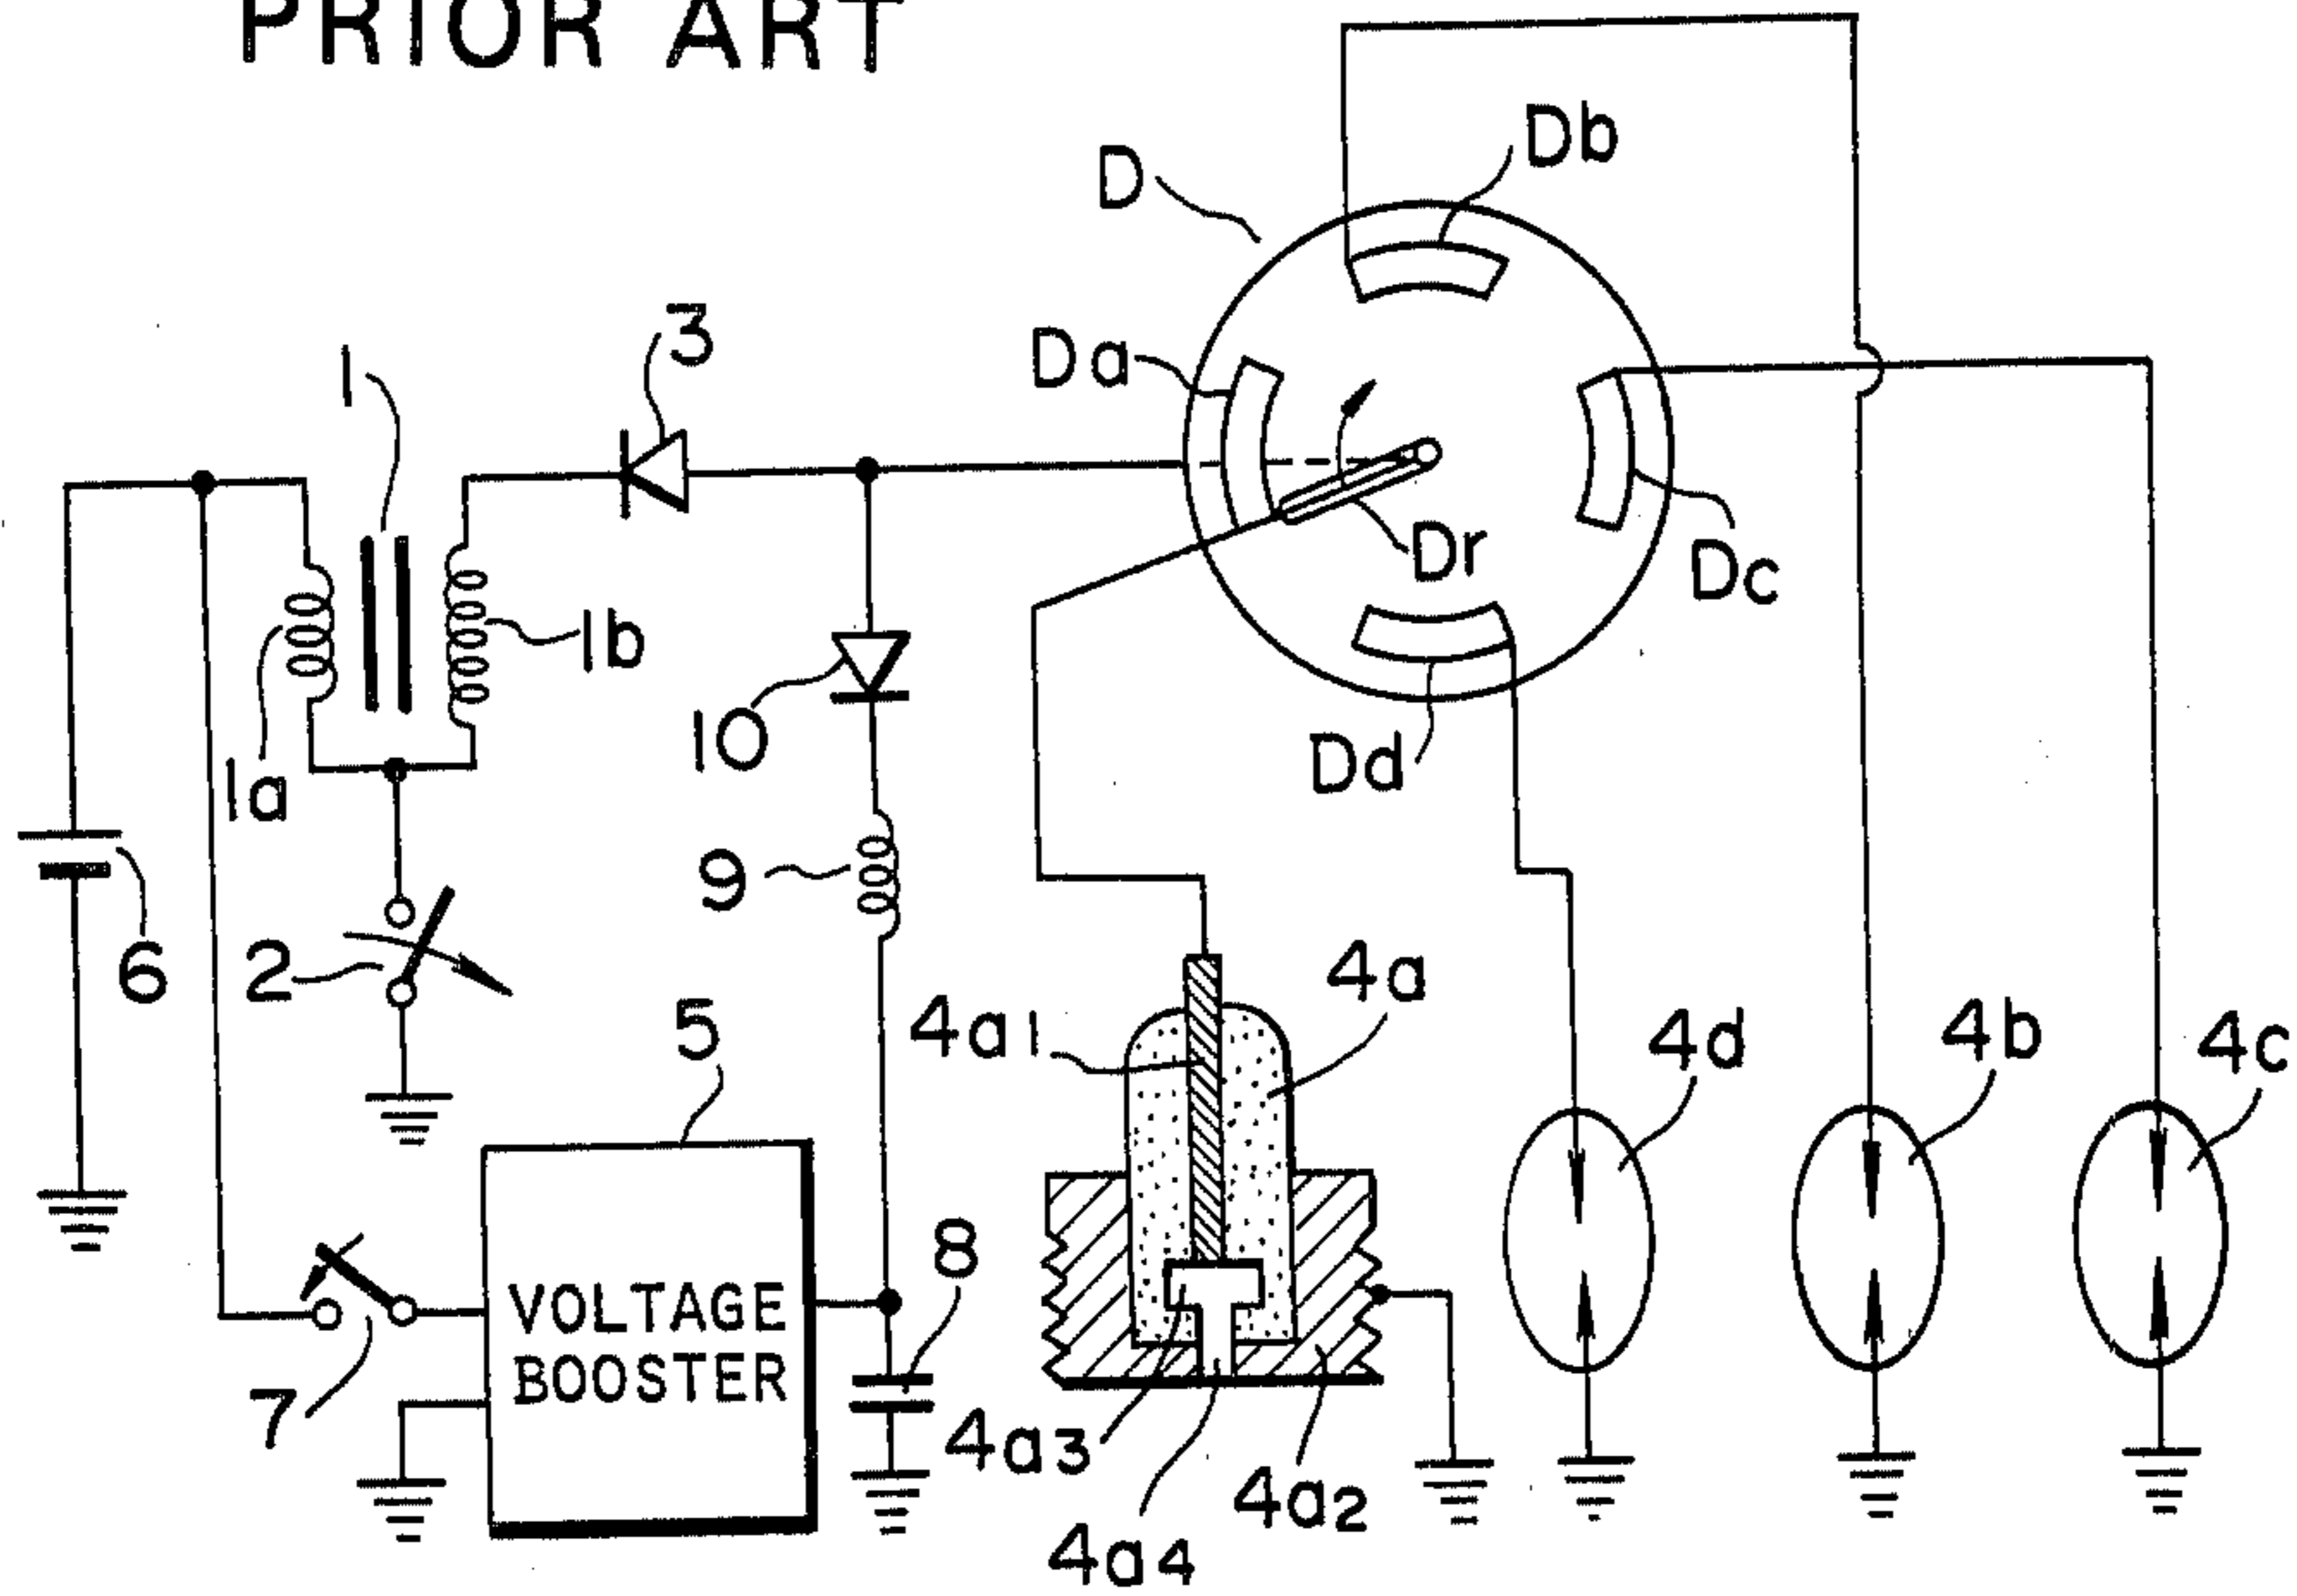 PRIOR ART
Db
D
3
Da
1
Dr
Dc
1b
10
Dd
1a
9
6
2
4a
5
4a1
4d
4b
4c
8
VOLTAGE
BOOSTER
7
4a3
4a2
4a4